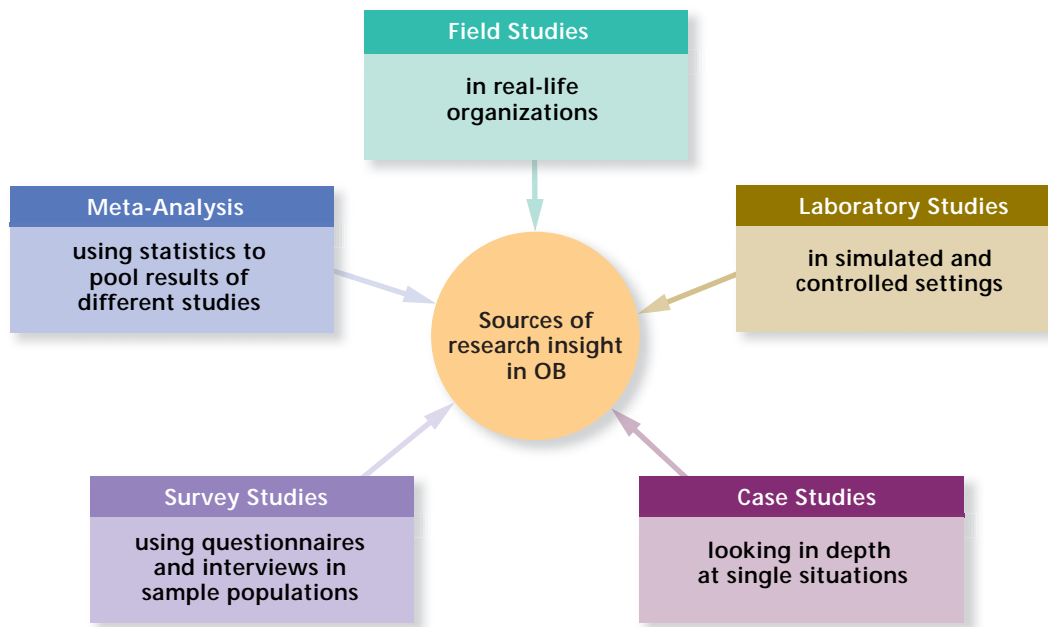 Field Studies
in real-life
organizations
Meta-Analysis
using statistics to
pool results of
different studies
Laboratory Studies
in simulated and
controlled settings
Sources of
research insight
in OB
Survey Studies
using questionnaires
and interviews in
sample populations
Case Studies
looking in depth
at single situations